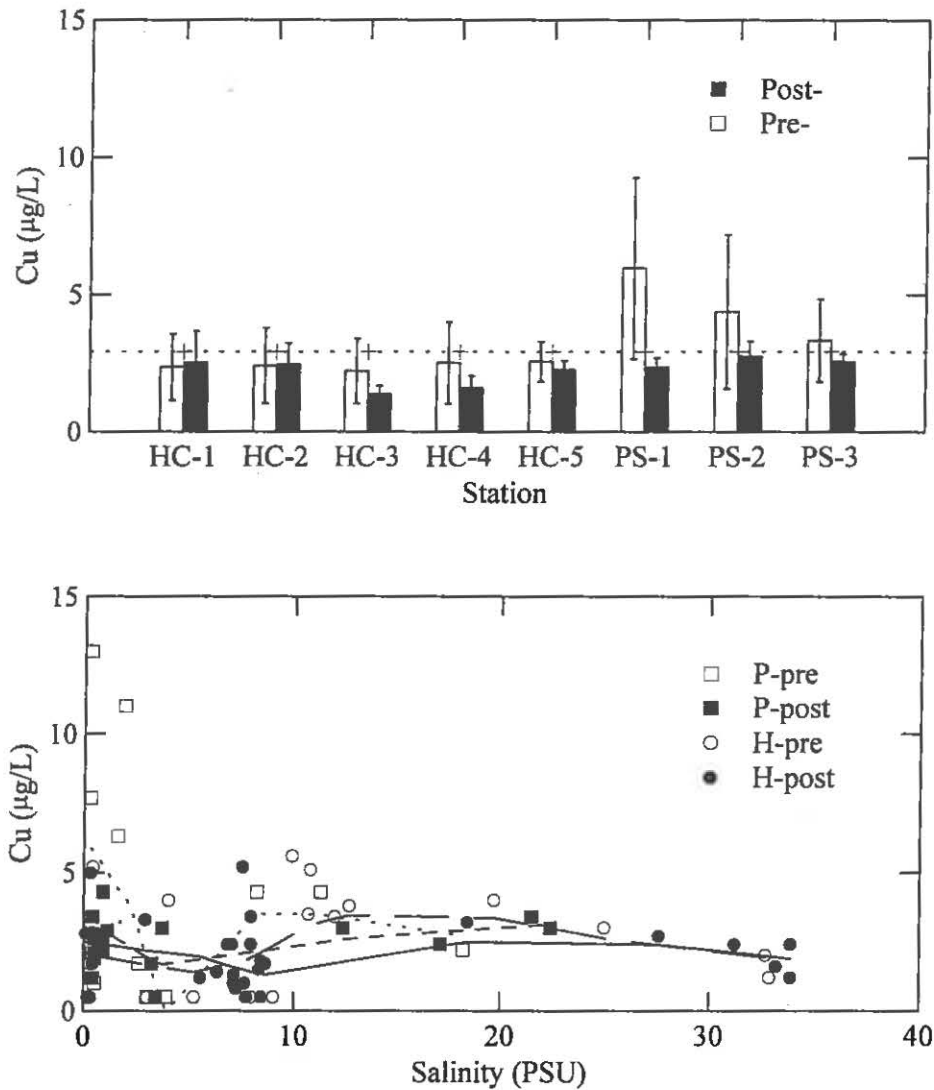 15
10
5
0
Cu (µg/L)
Post-
Pre-
HC-1 HC-2 HC-3 HC-4 HC-5 PS-1 PS-2 PS-3
Station
15
10
5
0
Cu (µg/L)
P-pre
P-post
H-pre
H-post
0 10 20 30 40
Salinity (PSU)